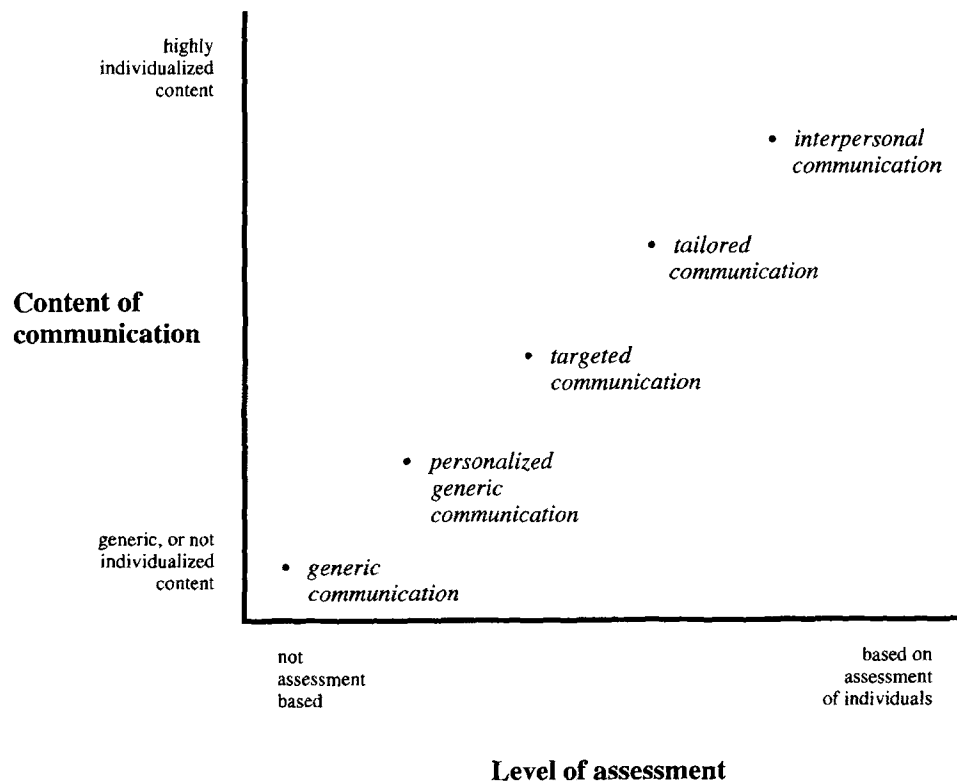 highly
individualized
content
• interpersonal
communication
• tailored
communication
Content of
communication
• targeted
communication
• personalized
generic
communication
generic, or not
individualized
content
• generic
communication
not
assessment
based
based on
assessment
of individuals
Level of assessment